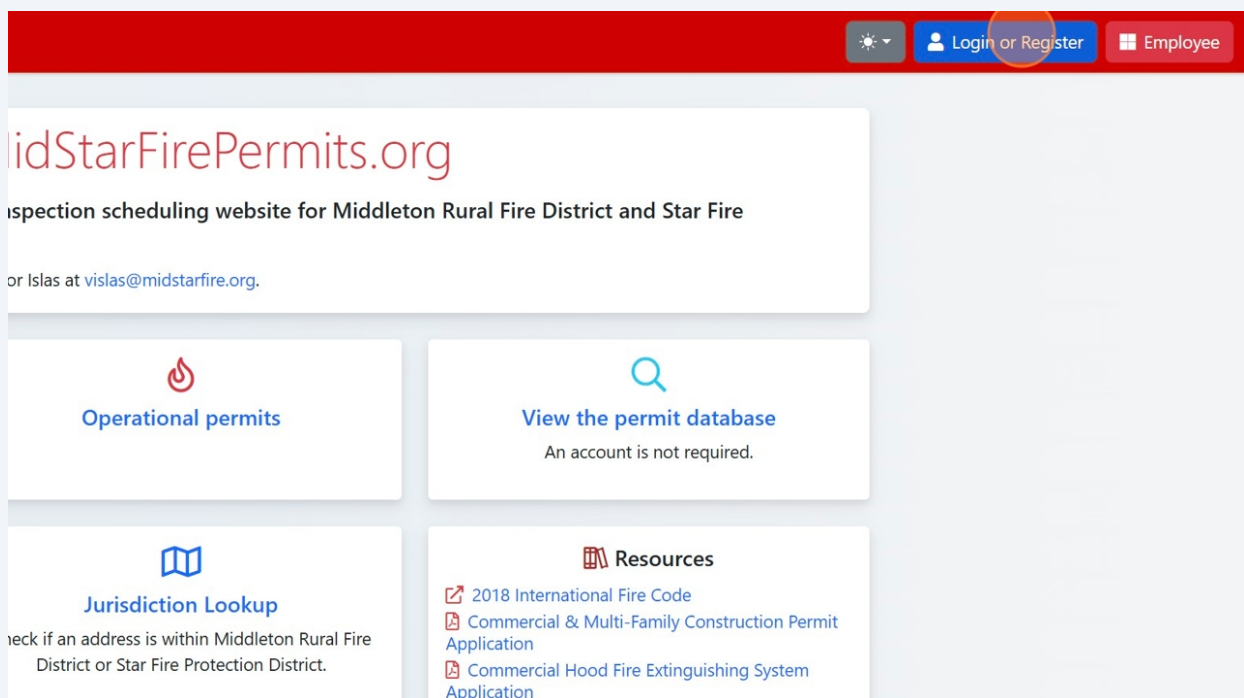 Login or Register
Employee
idStarFirePermits.org
spection scheduling website for Middleton Rural Fire District and Star Fire
or Islas at vislas@midstarfire.org.
Operational permits
View the permit database
An account is not required.
Jurisdiction Lookup
eck if an address is within Middleton Rural Fire
District or Star Fire Protection District.
Resources
2018 International Fire Code
Commercial & Multi-Family Construction Permit
Application
Commercial Hood Fire Extinguishing System
Application